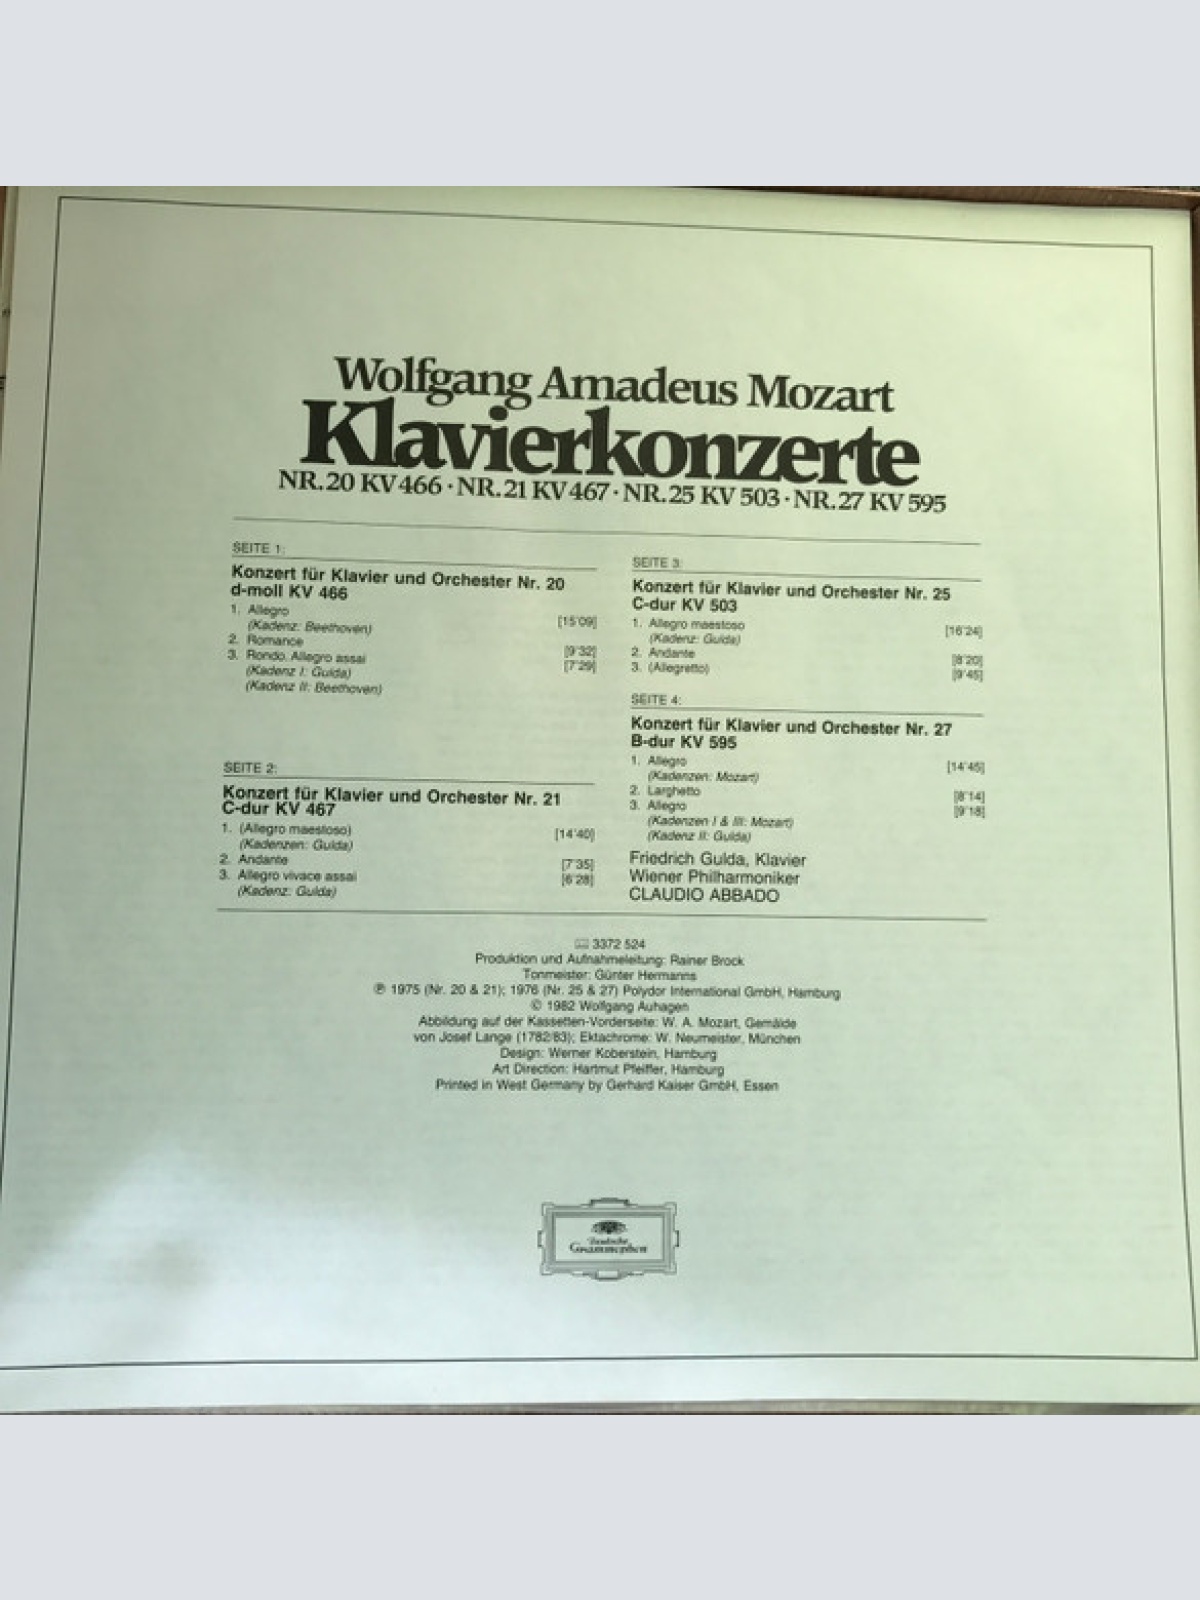 Wolfgang Amadeus Mozart
Klavierkonzerte
NR. 20 KV 466 · NR. 21 KV 467 · NR. 25 KV 503 · NR. 27 KV 595
SEITE 1:
Konzert für Klavier und Orchester Nr. 20
d-moll KV 466
1. Allegro
(Kadenz: Beethoven) [15'09]
2. Romance [9'32]
3. Rondo. Allegro assai [7'29]
(Kadenz I: Gulda)
(Kadenz II: Beethoven)
SEITE 2:
Konzert für Klavier und Orchester Nr. 21
C-dur KV 467
1. (Allegro maestoso) [14'40]
(Kadenzen: Gulda)
2. Andante [7'35]
3. Allegro vivace assai [6'28]
(Kadenz: Gulda)
SEITE 3:
Konzert für Klavier und Orchester Nr. 25
C-dur KV 503
1. Allegro maestoso [16'24]
(Kadenz: Gulda)
2. Andante [8'20]
3. (Allegretto) [9'45]
SEITE 4:
Konzert für Klavier und Orchester Nr. 27
B-dur KV 595
1. Allegro [14'45]
(Kadenzen: Mozart)
2. Larghetto [8'14]
3. Allegro [9'18]
(Kadenzen I & III: Mozart)
(Kadenz II: Gulda)
Friedrich Gulda, Klavier
Wiener Philharmoniker
CLAUDIO ABBADO
3372 524
Produktion und Aufnahmeleitung: Rainer Brock
Tonmeister: Günter Hermanns
℗ 1975 (Nr. 20 & 21); 1976 (Nr. 25 & 27) Polydor International GmbH, Hamburg
© 1982 Wolfgang Auhagen
Abbildung auf der Kassetten-Vorderseite: W. A. Mozart, Gemälde
von Josef Lange (1782/83); Ektachrome: W. Neumeister, München
Design: Werner Koberstein, Hamburg
Art Direction: Hartmut Pfeiffer, Hamburg
Printed in West Germany by Gerhard Kaiser GmbH, Essen
Deutsche
Grammophon